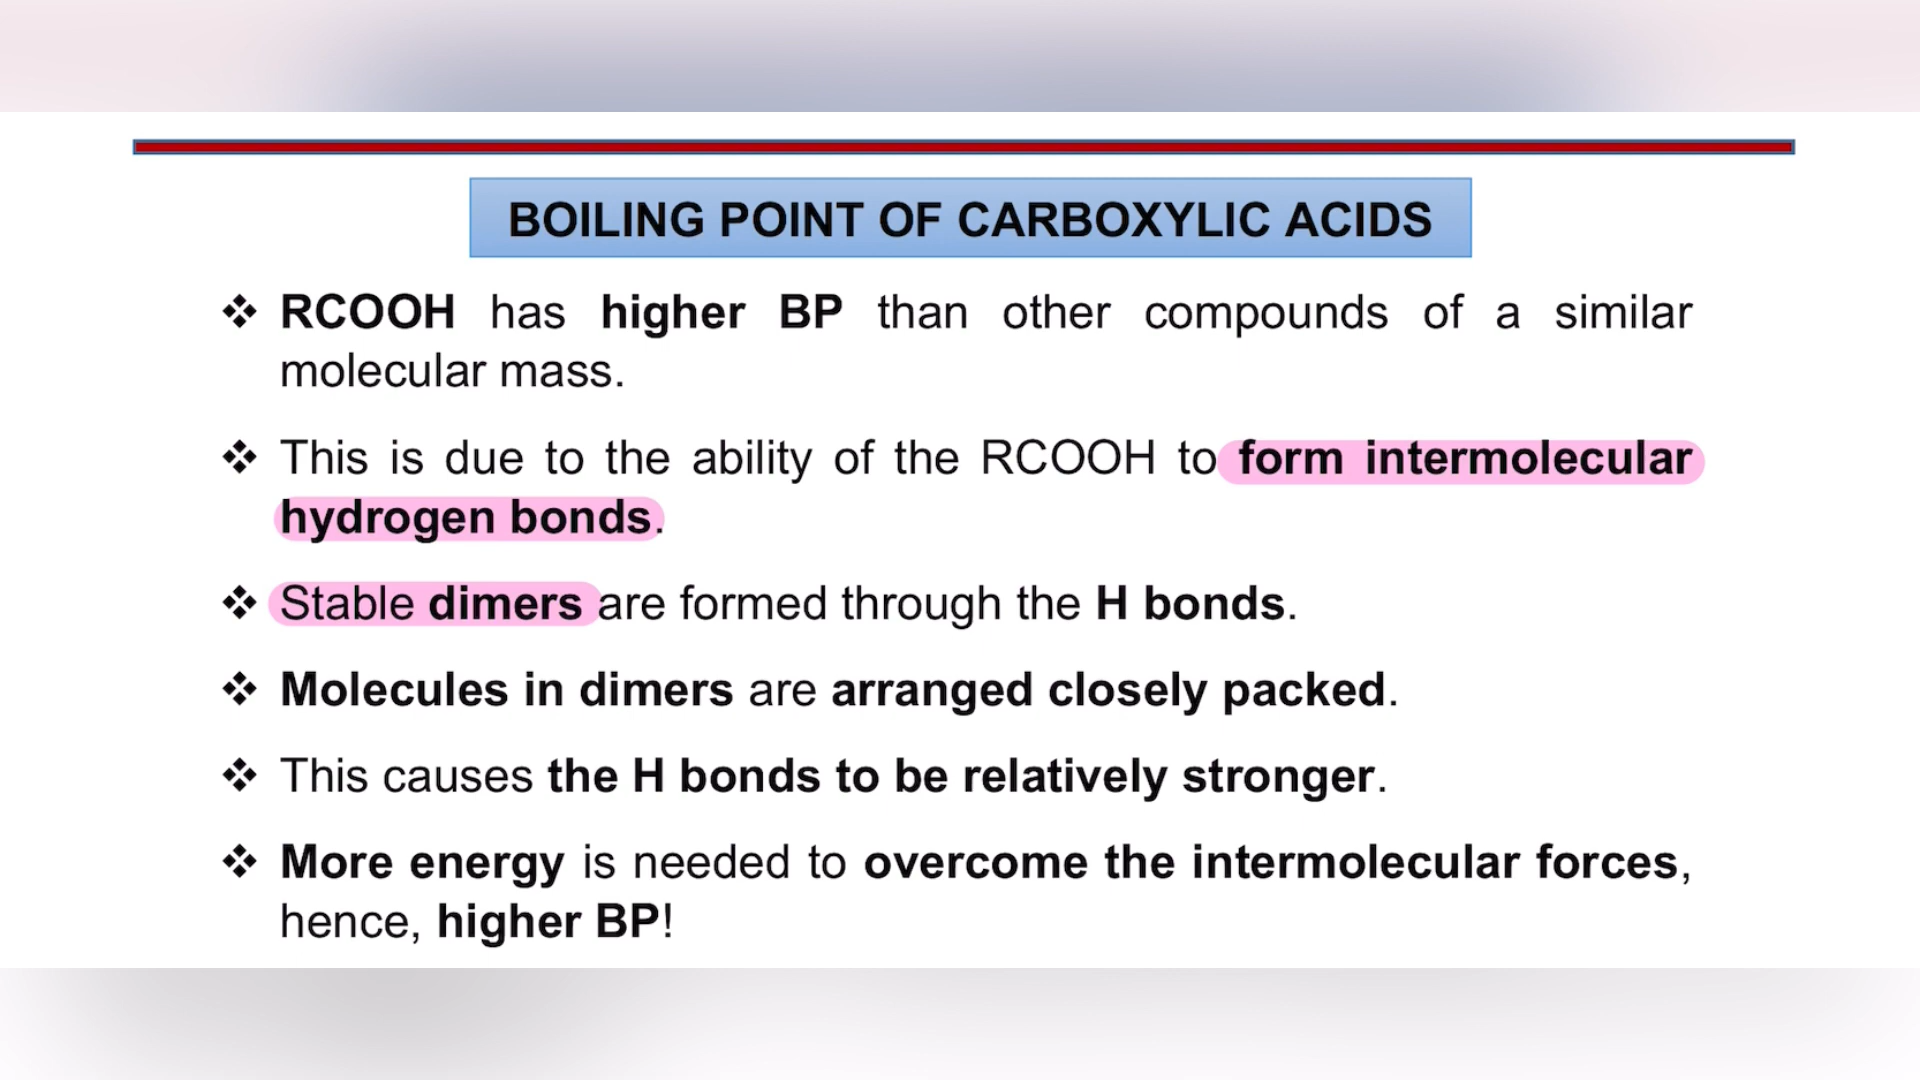 BOILING POINT OF CARBOXYLIC ACIDS
❖ RCOOH has higher BP than other compounds of a similar
molecular mass.
❖ This is due to the ability of the RCOOH to form intermolecular
hydrogen bonds.
❖ Stable dimers are formed through the H bonds.
❖ Molecules in dimers are arranged closely packed.
❖ This causes the H bonds to be relatively stronger.
❖ More energy is needed to overcome the intermolecular forces,
hence, higher BP!